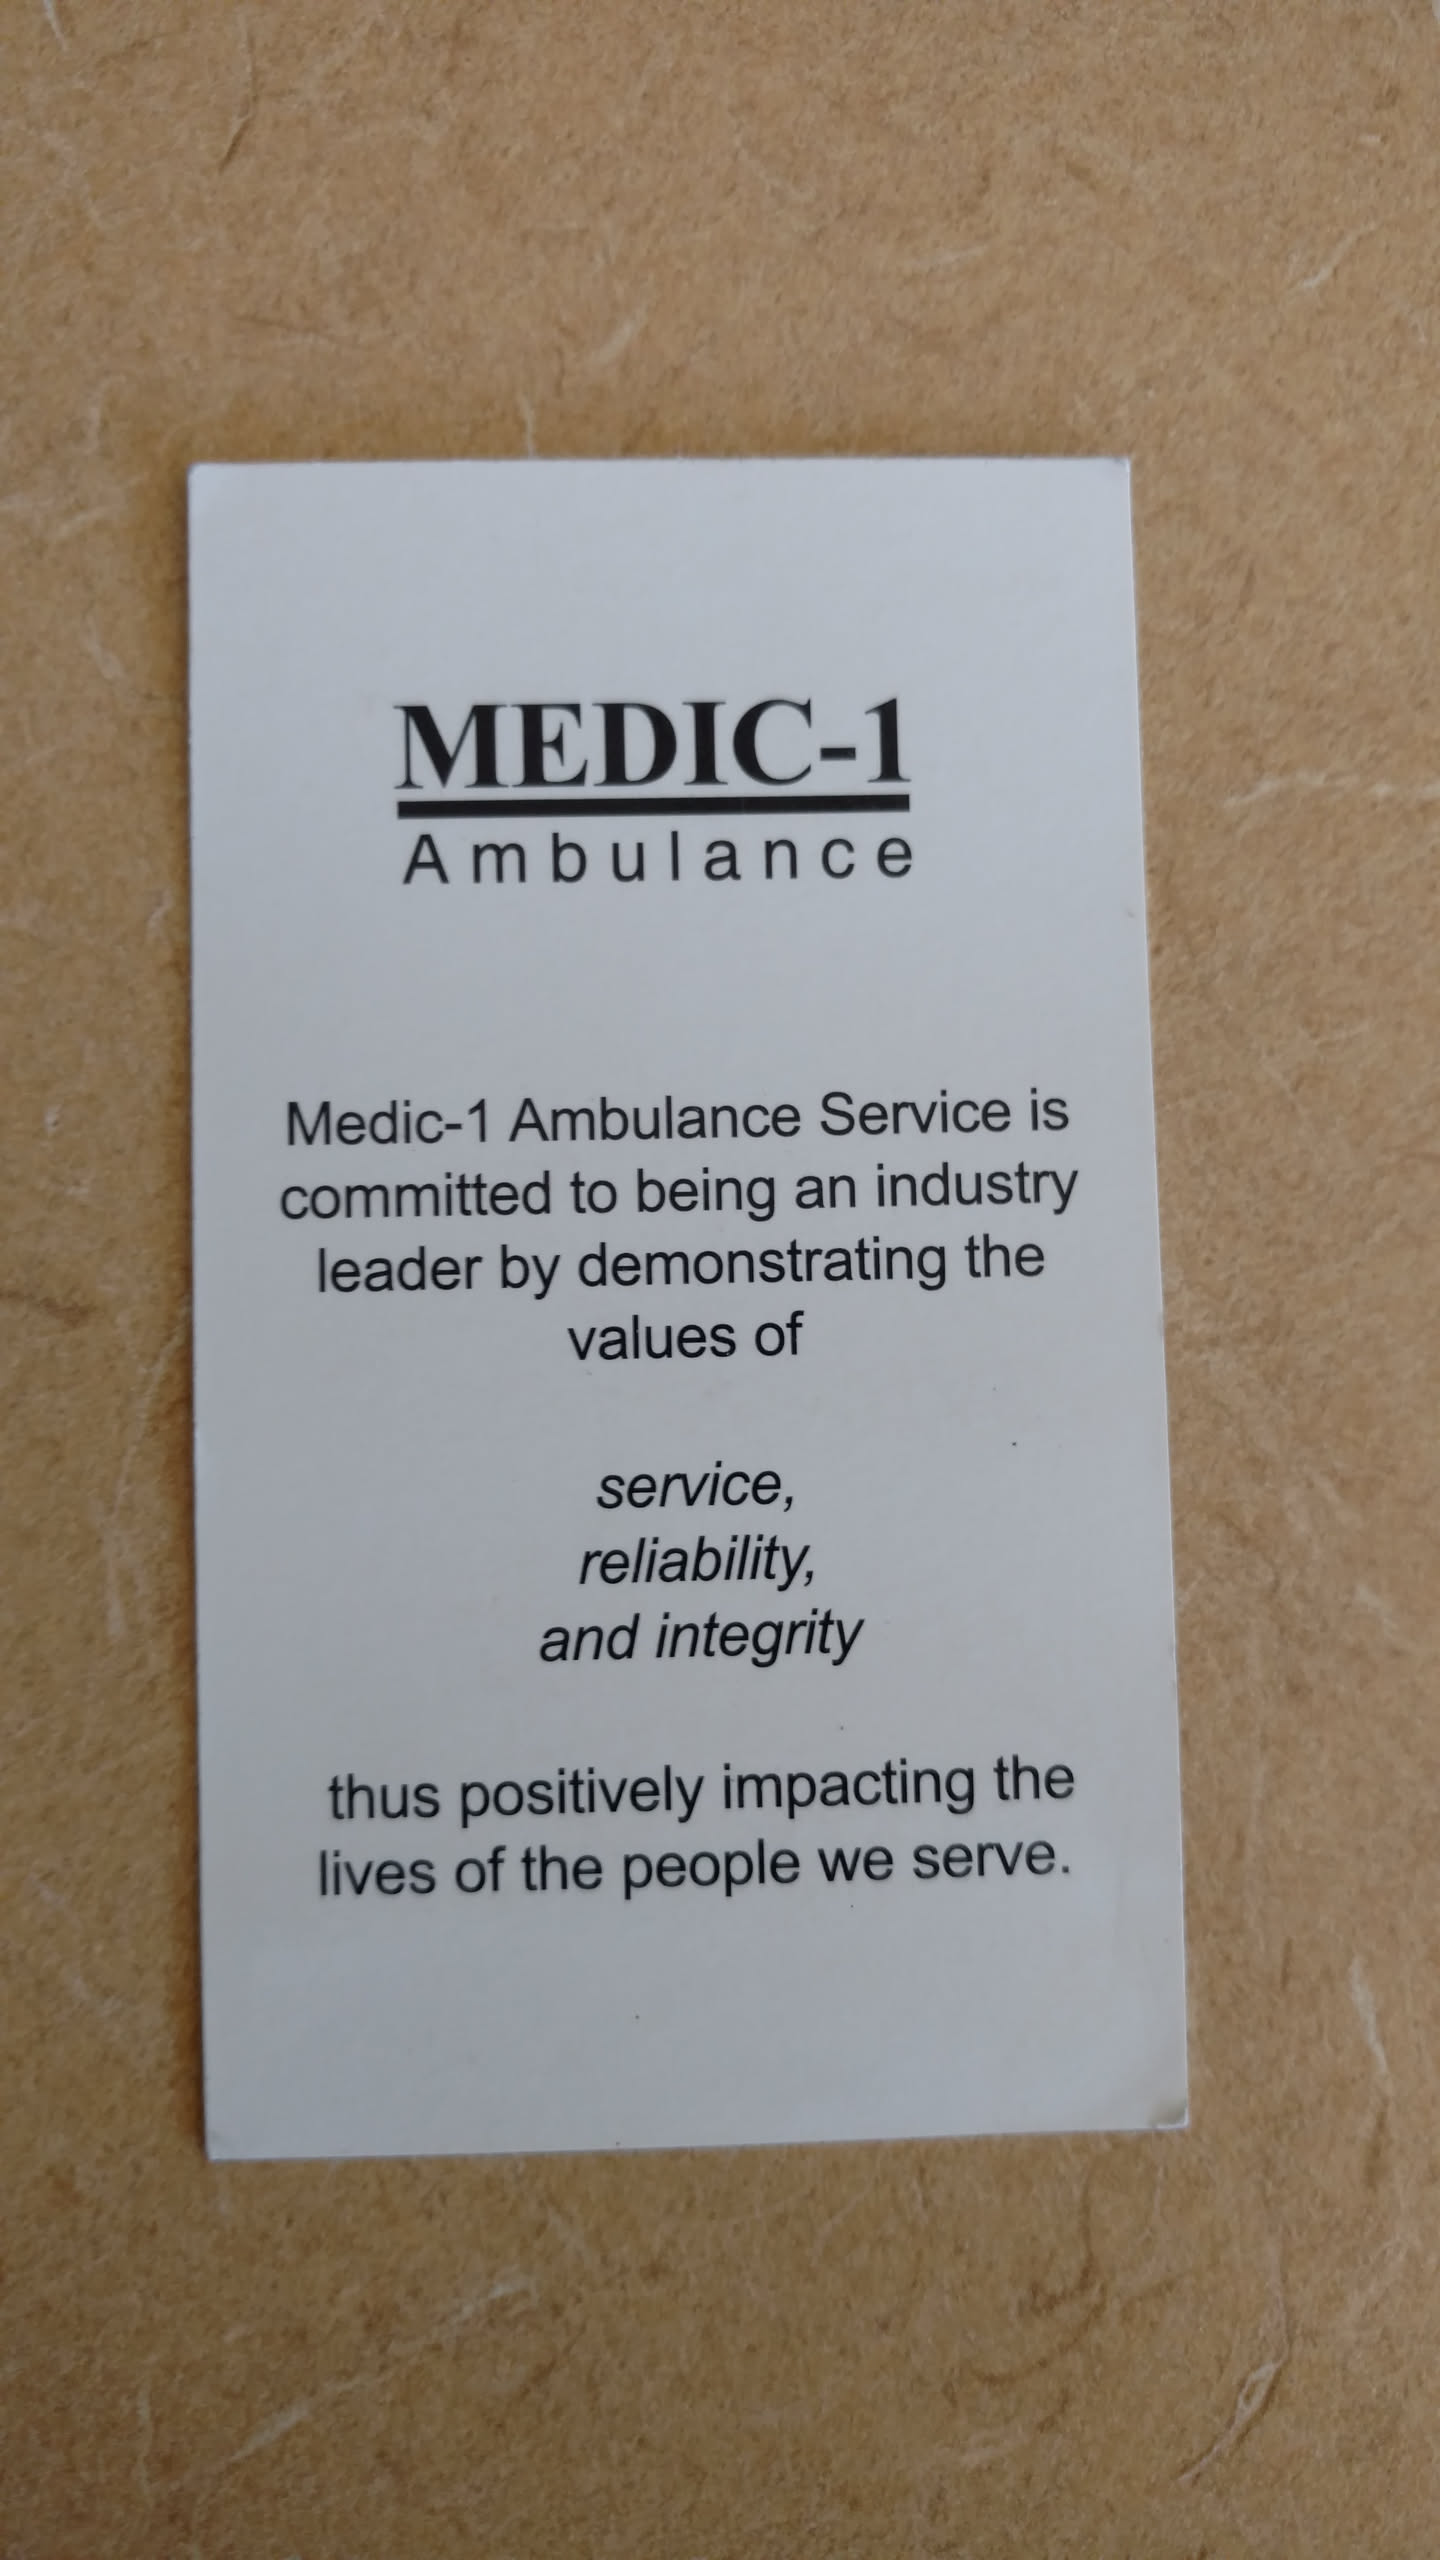 MEDIC-1
Ambulance
Medic-1 Ambulance Service is
committed to being an industry
leader by demonstrating the
values of
service,
reliability,
and integrity
thus positively impacting the
lives of the people we serve.